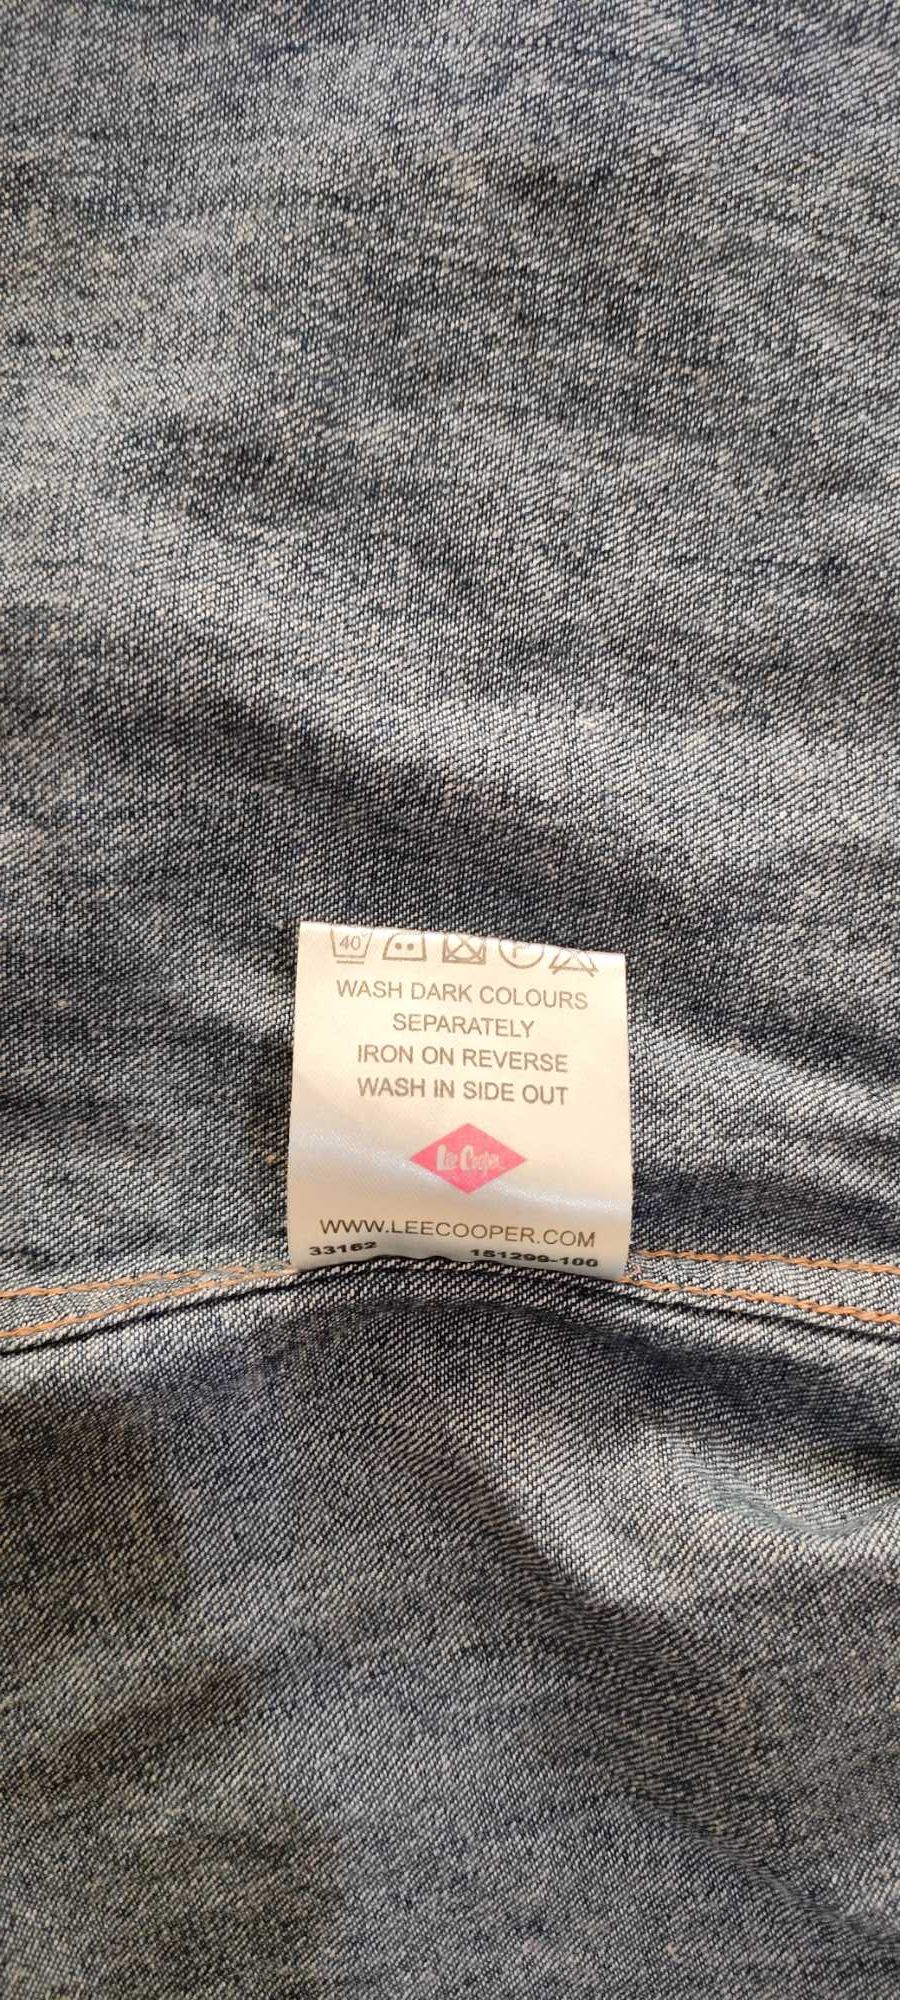 40
P
WASH DARK COLOURS
SEPARATELY
IRON ON REVERSE
WASH IN SIDE OUT
Lee Cooper
WWW.LEECOOPER.COM
33162 151299-100